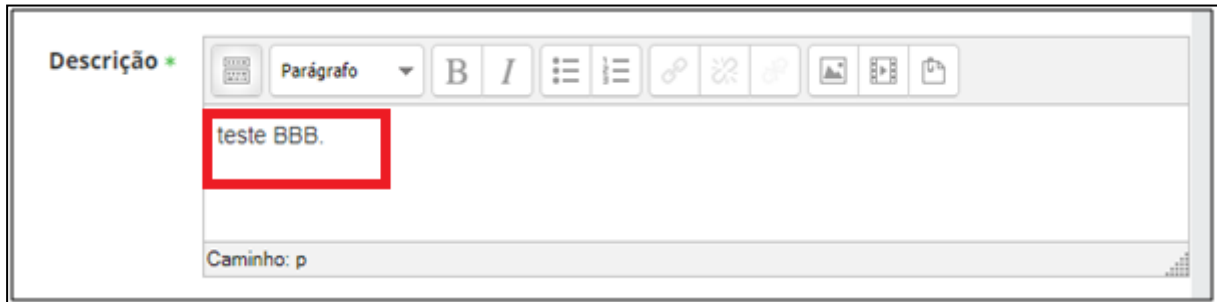 Descrição *
Parágrafo
B I
teste BBB.
Caminho: p